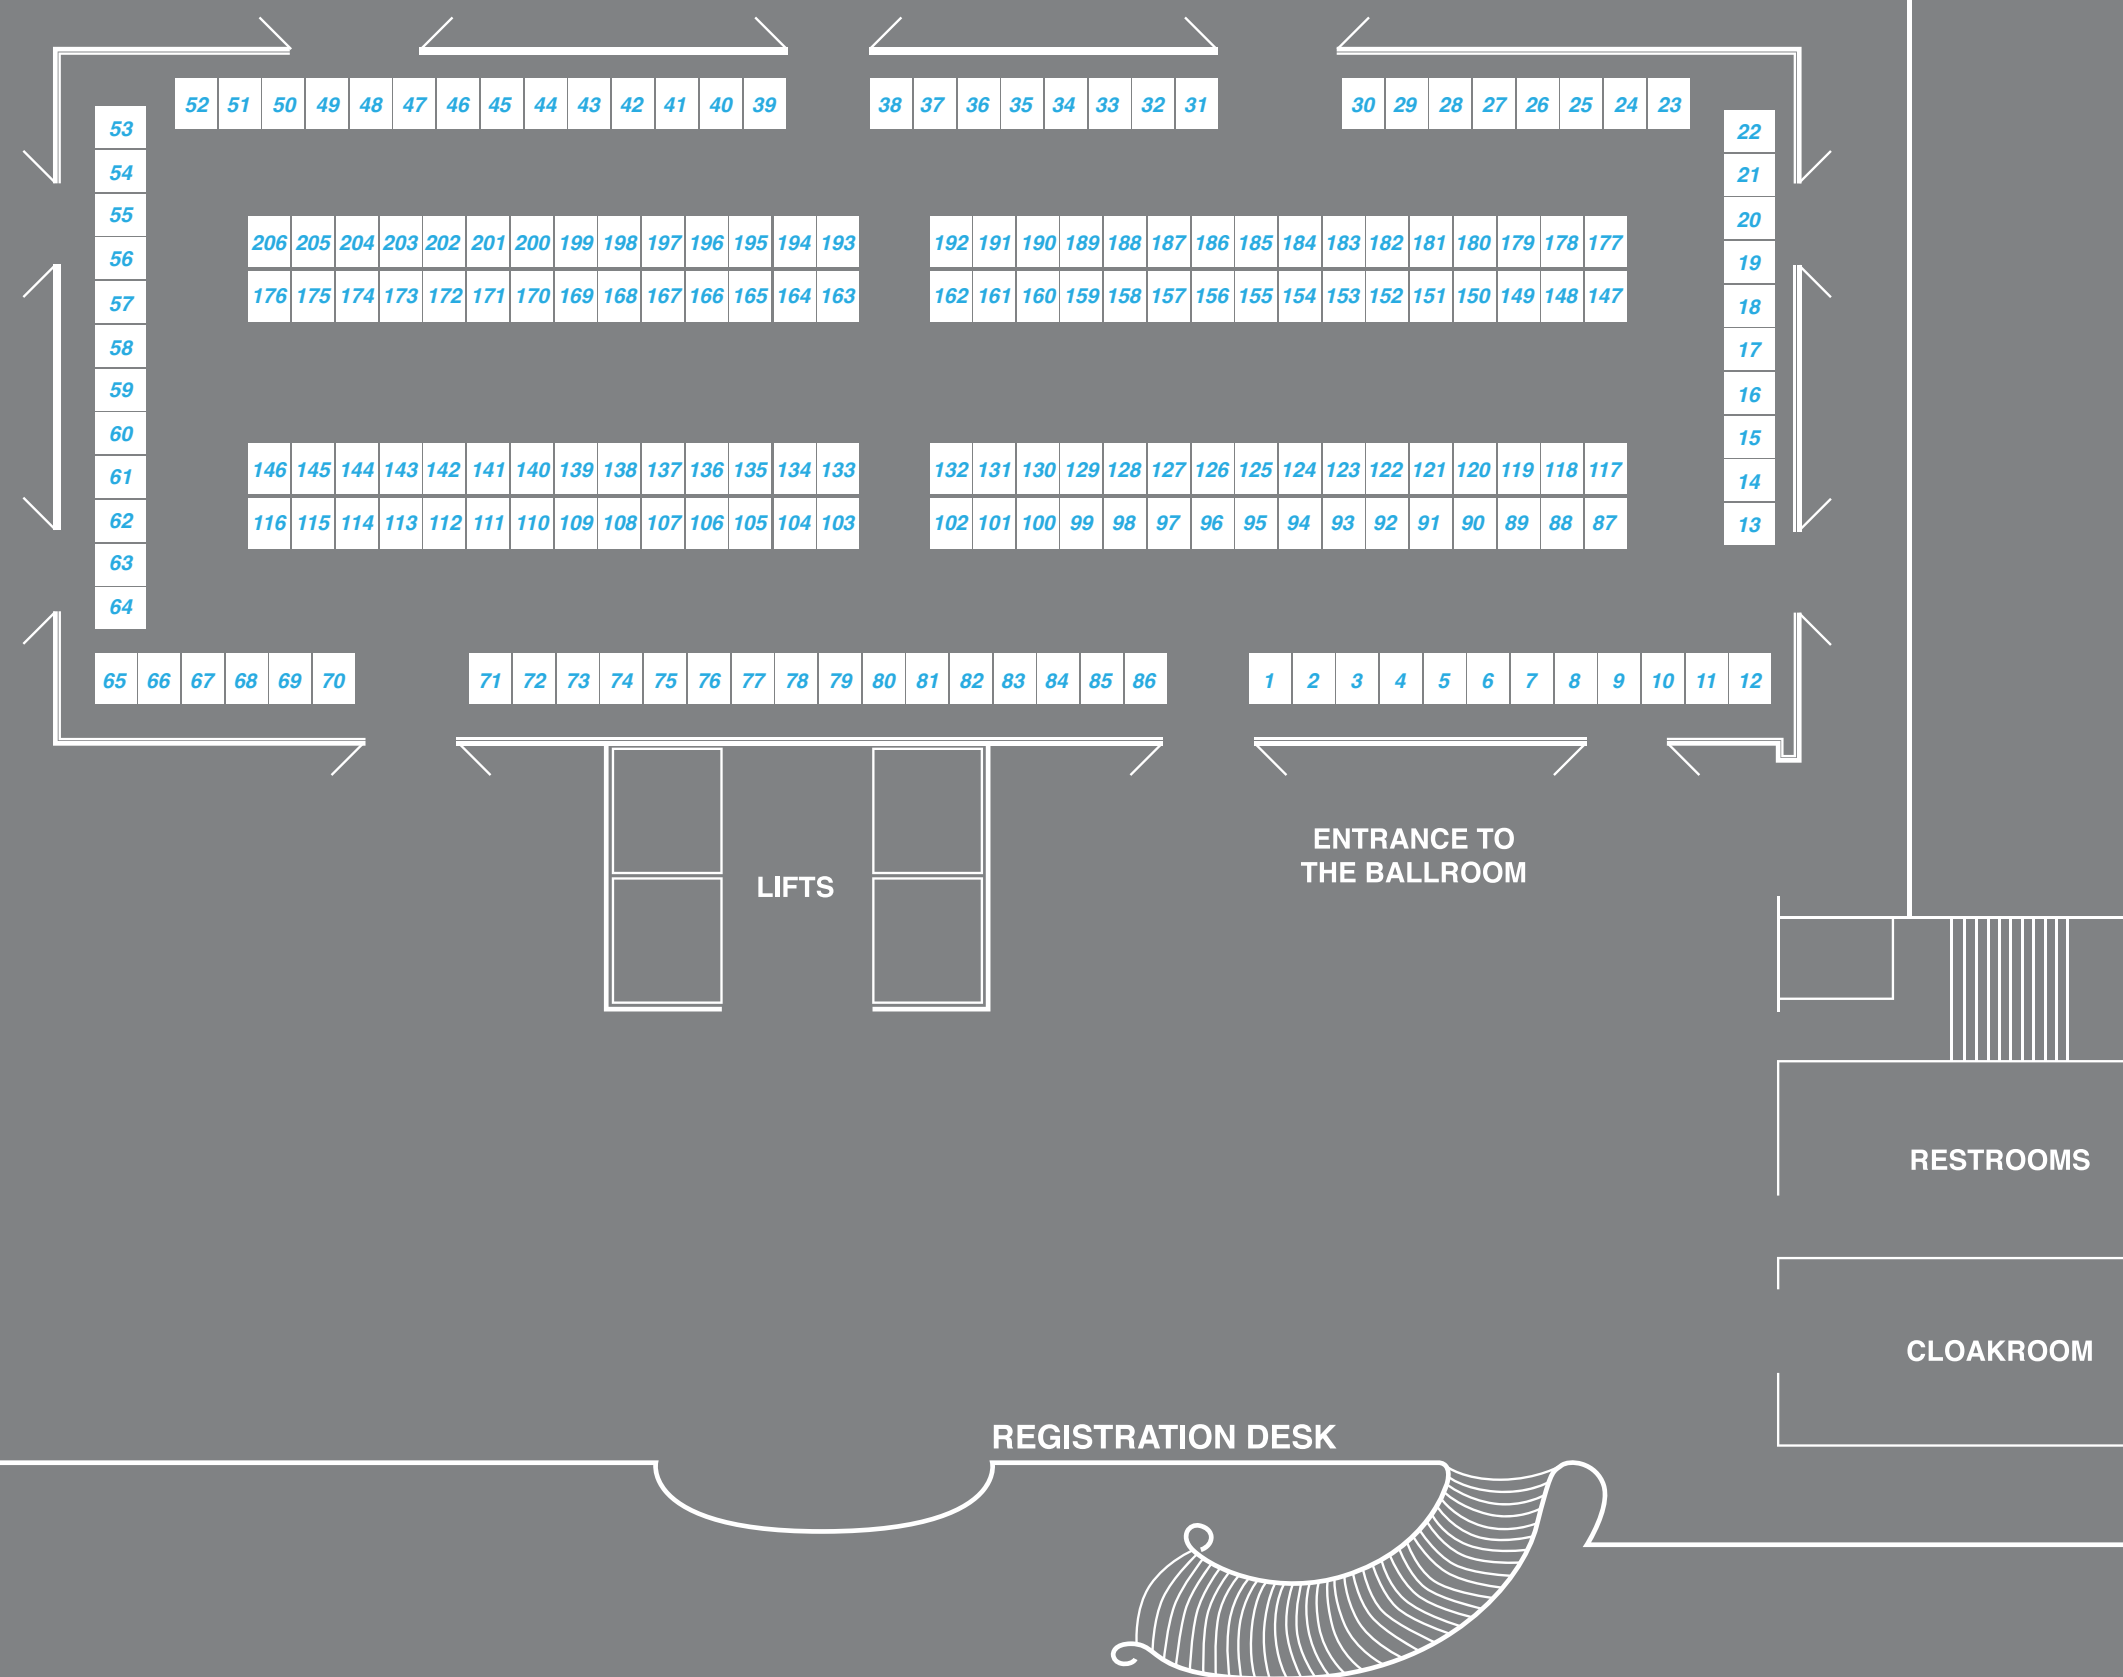 52 51 50 49 48 47 46 45 44 43 42 41 40 39 38 37 36 35 34 33 32 31 30 29 28 27 26 25 24 23
53
54
55
56
57
58
59
60
61
62
63
64
22
21
20
19
18
17
16
15
14
13
206 205 204 203 202 201 200 199 198 197 196 195 194 193 192 191 190 189 188 187 186 185 184 183 182 181 180 179 178 177
176 175 174 173 172 171 170 169 168 167 166 165 164 163 162 161 160 159 158 157 156 155 154 153 152 151 150 149 148 147
146 145 144 143 142 141 140 139 138 137 136 135 134 133 132 131 130 129 128 127 126 125 124 123 122 121 120 119 118 117
116 115 114 113 112 111 110 109 108 107 106 105 104 103 102 101 100 99 98 97 96 95 94 93 92 91 90 89 88 87
65 66 67 68 69 70 71 72 73 74 75 76 77 78 79 80 81 82 83 84 85 86 1 2 3 4 5 6 7 8 9 10 11 12
ENTRANCE TO
THE BALLROOM
LIFTS
RESTROOMS
CLOAKROOM
REGISTRATION DESK